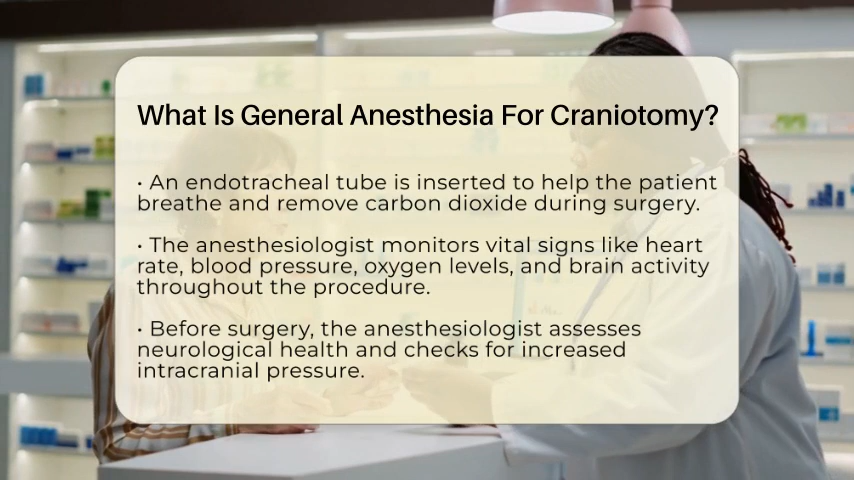 What Is General Anesthesia For Craniotomy?
• An endotracheal tube is inserted to help the patient
breathe and remove carbon dioxide during surgery.
• The anesthesiologist monitors vital signs like heart
rate, blood pressure, oxygen levels, and brain activity
throughout the procedure.
• Before surgery, the anesthesiologist assesses
neurological health and checks for increased
intracranial pressure.